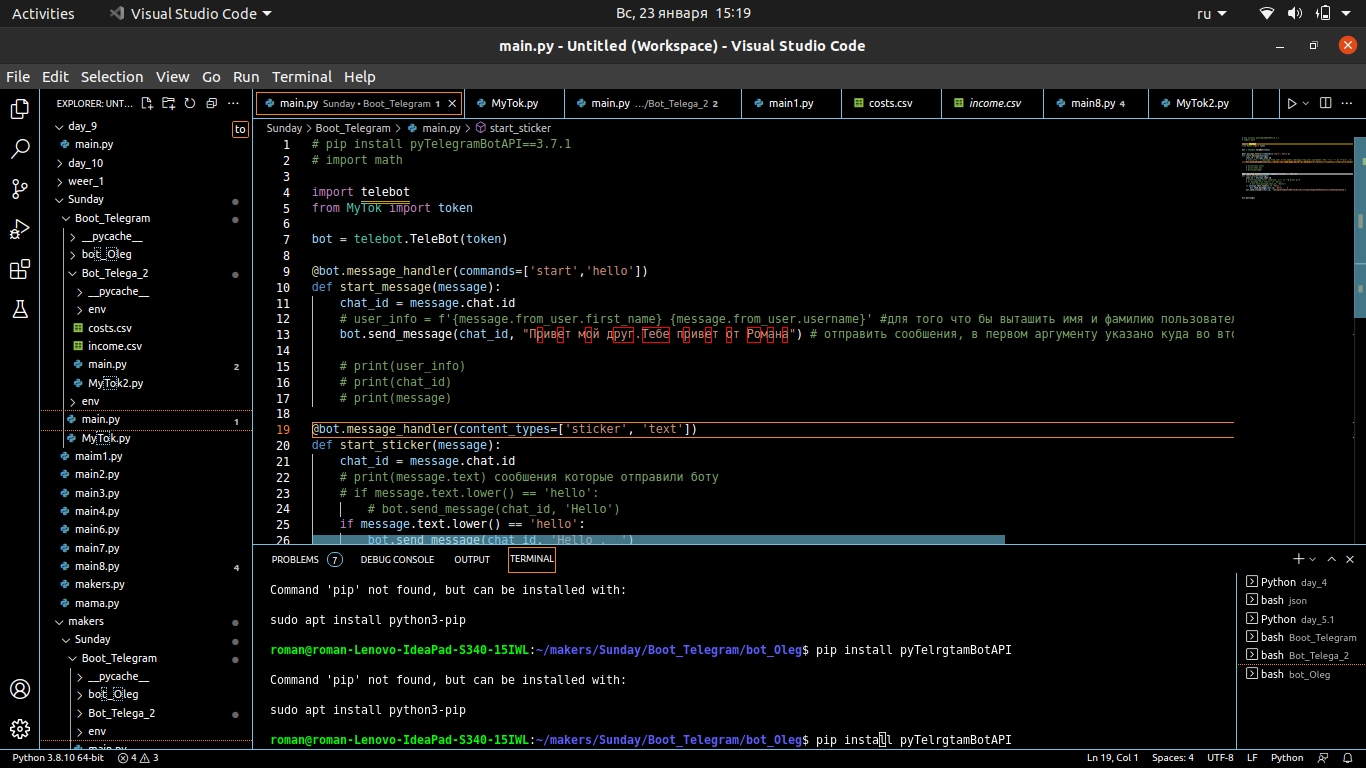 Activities
Visual Studio Code
Вс, 23 января 15:19
ru
main.py - Untitled (Workspace) - Visual Studio Code
File Edit Selection View Go Run Terminal Help
EXPLORER: UNT...
main.py Sunday • Boot_Telegram 1
MyTok.py
main.py .../Bot_Telega_2 2
main1.py
costs.csv
income.csv
main8.py 4
MyTok2.py
day_9
to
main.py
day_10
weer_1
Sunday
Boot_Telegram
__pycache__
bot_Oleg
Bot_Telega_2
__pycache__
env
costs.csv
income.csv
main.py 2
MyTok2.py
env
main.py 1
MyTok.py
maim1.py
main2.py
main3.py
main4.py
main6.py
main7.py
main8.py 4
makers.py
mama.py
makers
Sunday
Boot_Telegram
__pycache__
bot_Oleg
Bot_Telega_2
env
main.py
Sunday > Boot_Telegram > main.py > start_sticker
1 # pip install pyTelegramBotAPI==3.7.1
2 # import math
3
4 import telebot
5 from MyTok import token
6
7 bot = telebot.TeleBot(token)
8
9 @bot.message_handler(commands=['start','hello'])
10 def start_message(message):
11 chat_id = message.chat.id
12 # user_info = f'{message.from_user.first_name} {message.from_user.username}' #для того что бы выташить имя и фамилию пользовател
13 bot.send_message(chat_id, "Привет мой друг.Тебе привет от Романа") # отправить сообшения, в первом аргументу указано куда во вто
14
15 # print(user_info)
16 # print(chat_id)
17 # print(message)
18
19 @bot.message_handler(content_types=['sticker', 'text'])
20 def start_sticker(message):
21 chat_id = message.chat.id
22 # print(message.text) сообшения которые отправили боту
23 # if message.text.lower() == 'hello':
24 # bot.send_message(chat_id, 'Hello')
25 if message.text.lower() == 'hello':
26 bot.send_message(chat_id, 'Hello
PROBLEMS 7 DEBUG CONSOLE OUTPUT TERMINAL
Command 'pip' not found, but can be installed with:
sudo apt install python3-pip
roman@roman-Lenovo-IdeaPad-S340-15IWL:~/makers/Sunday/Boot_Telegram/bot_Oleg$ pip install pyTelrgtamBotAPI
Command 'pip' not found, but can be installed with:
sudo apt install python3-pip
roman@roman-Lenovo-IdeaPad-S340-15IWL:~/makers/Sunday/Boot_Telegram/bot_Oleg$ pip install pyTelrgtamBotAPI
Python day_4
bash json
Python day_5.1
bash Boot_Telegram
bash Bot_Telega_2
bash bot_Oleg
Python 3.8.10 64-bit
4 3
Ln 19, Col 1
Spaces: 4
UTF-8
LF
Python